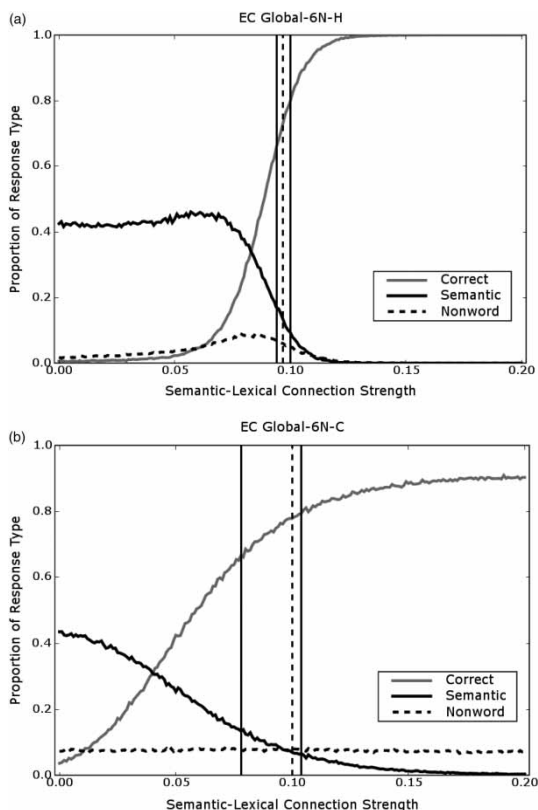 (a)
EC Global-6N-H
Proportion of Response Type
1.0
0.8
0.6
0.4
0.2
0.0
Correct
Semantic
Nonword
0.00
0.05
0.10
0.15
0.20
Semantic-Lexical Connection Strength
(b)
EC Global-6N-C
Proportion of Response Type
1.0
0.8
0.6
0.4
0.2
0.0
Correct
Semantic
Nonword
0.00
0.05
0.10
0.15
0.20
Semantic-Lexical Connection Strength